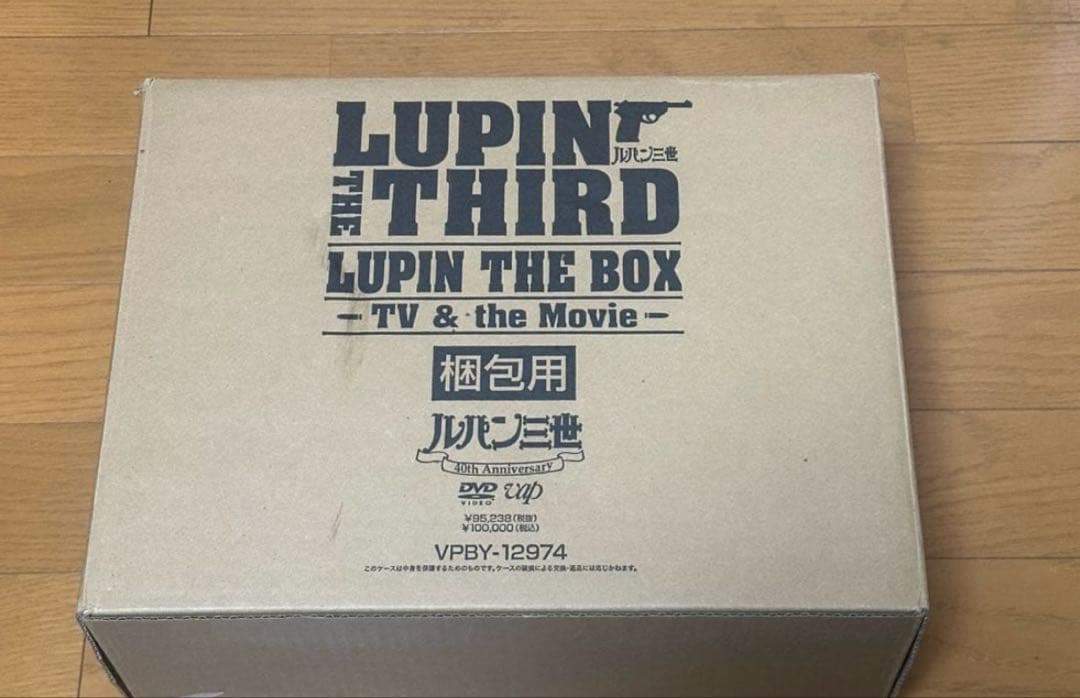 LUPIN
ルパン三世
THE THIRD
LUPIN THE BOX
TV & the Movie
梱包用
ルパン三世
40th Anniversary
DVD VIDEO vap
¥95,238(税抜)
¥100,000(税込)
VPBY-12974
このケースは中身を保護するためのものです。ケースの破損による交換・返品には応じかねます。